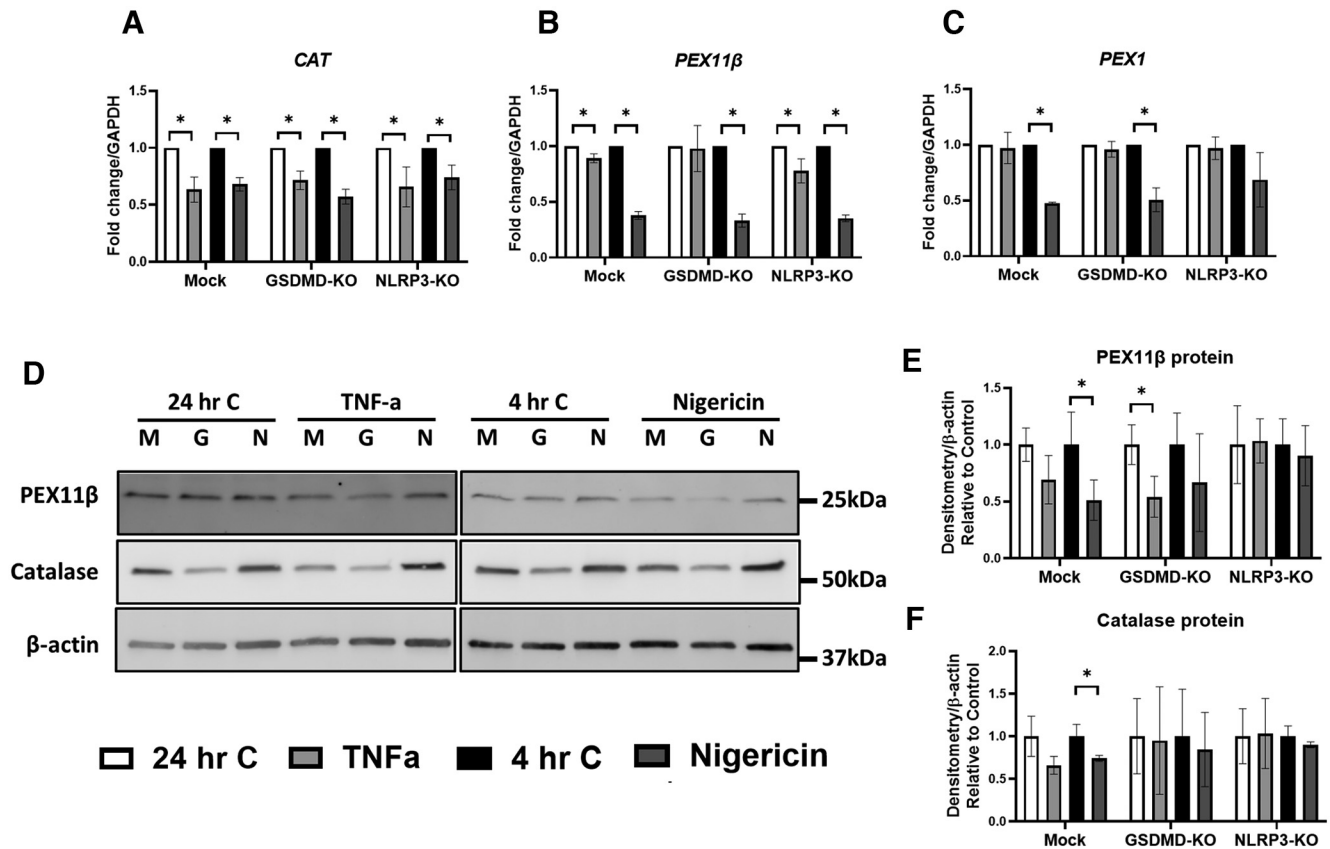 A
B
C
CAT
PEX11β
PEX1
Fold change/GAPDH
1.5
1.0
0.5
0.0
* * * * * *
Mock GSDMD-KO NLRP3-KO
Fold change/GAPDH
1.5
1.0
0.5
0.0
* * * * *
Mock GSDMD-KO NLRP3-KO
Fold change/GAPDH
1.5
1.0
0.5
0.0
* *
Mock GSDMD-KO NLRP3-KO
D
24 hr C TNF-a 4 hr C Nigericin
M G N M G N M G N M G N
PEX11β 25kDa
Catalase 50kDa
β-actin 37kDa
24 hr C TNFa 4 hr C Nigericin
E
PEX11β protein
Densitometry/β-actin
Relative to Control
1.5
1.0
0.5
0.0
* *
Mock GSDMD-KO NLRP3-KO
F
Catalase protein
Densitometry/β-actin
Relative to Control
2.0
1.5
1.0
0.5
0.0
*
Mock GSDMD-KO NLRP3-KO